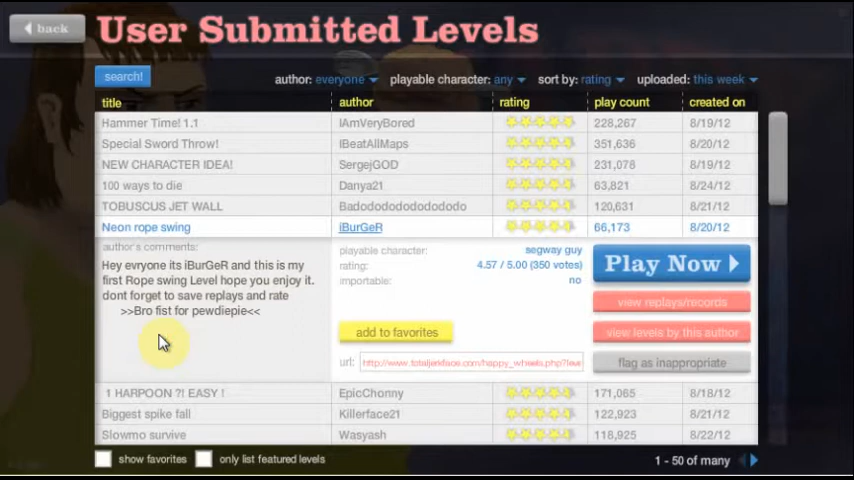 back
User Submitted Levels
search!
author: everyone playable character: any sort by: rating uploaded: this week
title author rating play count created on
Hammer Time! 1.1 IAmVeryBored 228,267 8/19/12
Special Sword Throw! IBeatAllMaps 351,636 8/20/12
NEW CHARACTER IDEA! SergejGOD 231,078 8/19/12
100 ways to die Danya21 63,821 8/24/12
TOBUSCUS JET WALL Badodododododododo 120,631 8/21/12
Neon rope swing iBurGeR 66,173 8/20/12
author's comments:
Hey evryone its iBurGeR and this is my
first Rope swing Level hope you enjoy it.
dont forget to save replays and rate
>>Bro fist for pewdiepie<<
playable character: segway guy
rating: 4.57 / 5.00 (350 votes)
importable: no
add to favorites
url: http://www.totaljerkface.com/happy_wheels.php?leve
Play Now
view replays/records
view levels by this author
flag as inappropriate
1 HARPOON ?! EASY ! EpicChonny 171,065 8/18/12
Biggest spike fall Killerface21 122,923 8/21/12
Slowmo survive Wasyash 118,925 8/22/12
show favorites only list featured levels 1 - 50 of many